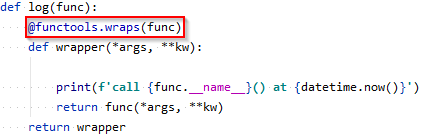 def log(func):
    @functools.wraps(func)
    def wrapper(*args, **kw):
        print(f'call {func.__name__}() at {datetime.now()}')
        return func(*args, **kw)
    return wrapper